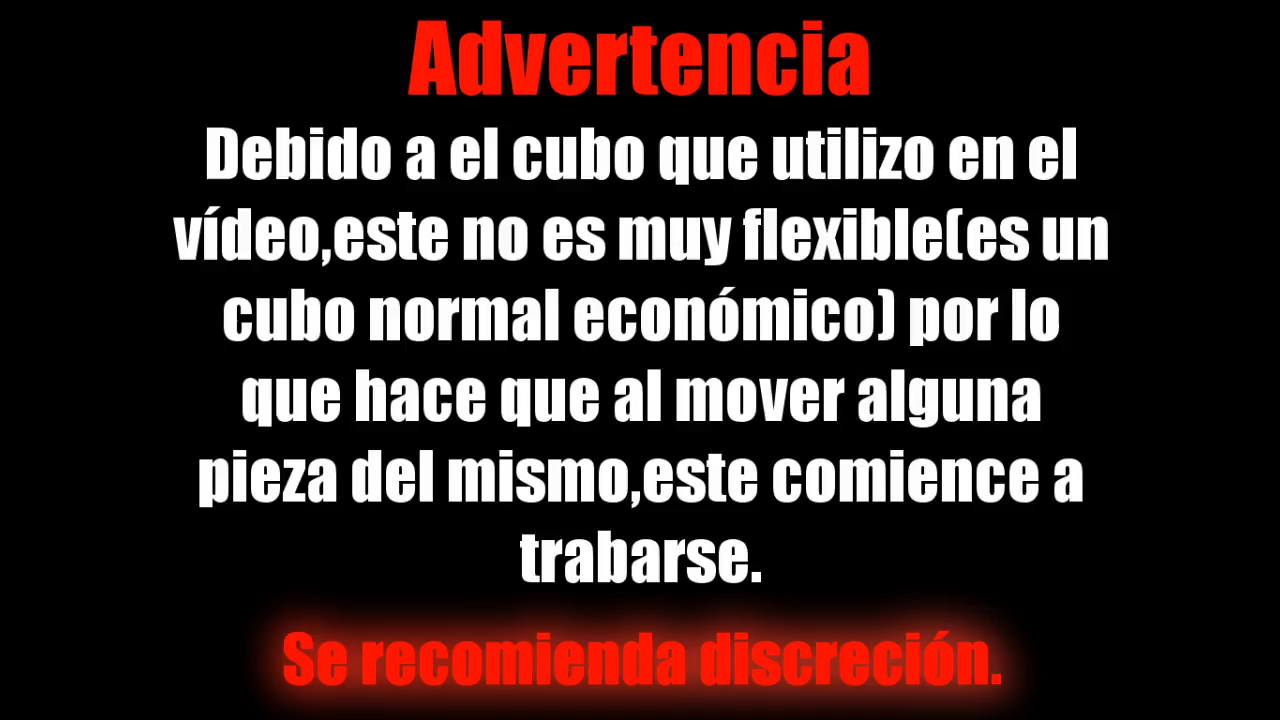 Advertencia
Debido a el cubo que utilizo en el
vídeo,este no es muy flexible(es un
cubo normal económico) por lo
que hace que al mover alguna
pieza del mismo,este comience a
trabarse.
Se recomienda discreción.